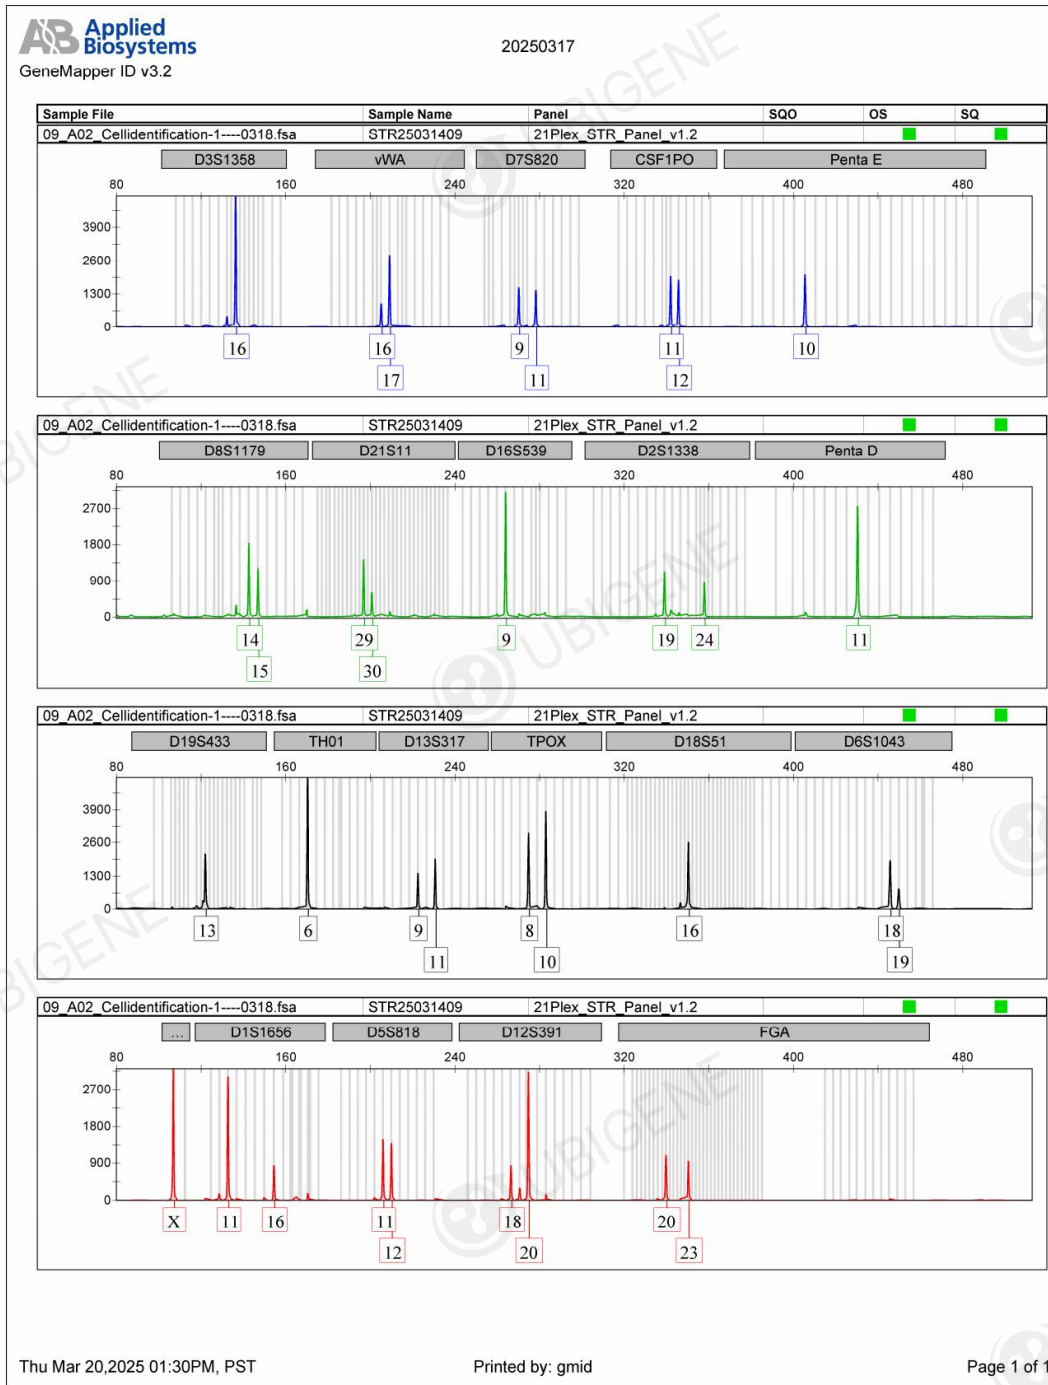 AB Applied
Biosystems
20250317
GeneMapper ID v3.2
Sample File Sample Name Panel SQO OS SQ
09_A02_Cellidentification-1----0318.fsa STR25031409 21Plex_STR_Panel_v1.2
D3S1358 vWA D7S820 CSF1PO Penta E
80 160 240 320 400 480
3900
2600
1300
0
16 16 9 11 10
17 11 12
09_A02_Cellidentification-1----0318.fsa STR25031409 21Plex_STR_Panel_v1.2
D8S1179 D21S11 D16S539 D2S1338 Penta D
80 160 240 320 400 480
2700
1800
900
0
14 29 9 19 24 11
15 30
09_A02_Cellidentification-1----0318.fsa STR25031409 21Plex_STR_Panel_v1.2
D19S433 TH01 D13S317 TPOX D18S51 D6S1043
80 160 240 320 400 480
3900
2600
1300
0
13 6 9 8 16 18
11 10 19
09_A02_Cellidentification-1----0318.fsa STR25031409 21Plex_STR_Panel_v1.2
... D1S1656 D5S818 D12S391 FGA
80 160 240 320 400 480
2700
1800
900
0
X 11 16 11 18 20
12 20 23
Thu Mar 20,2025 01:30PM, PST Printed by: gmid Page 1 of 1
UBIGENE
UBIGENE
UBIGENE
UBIGENE
UBIGENE